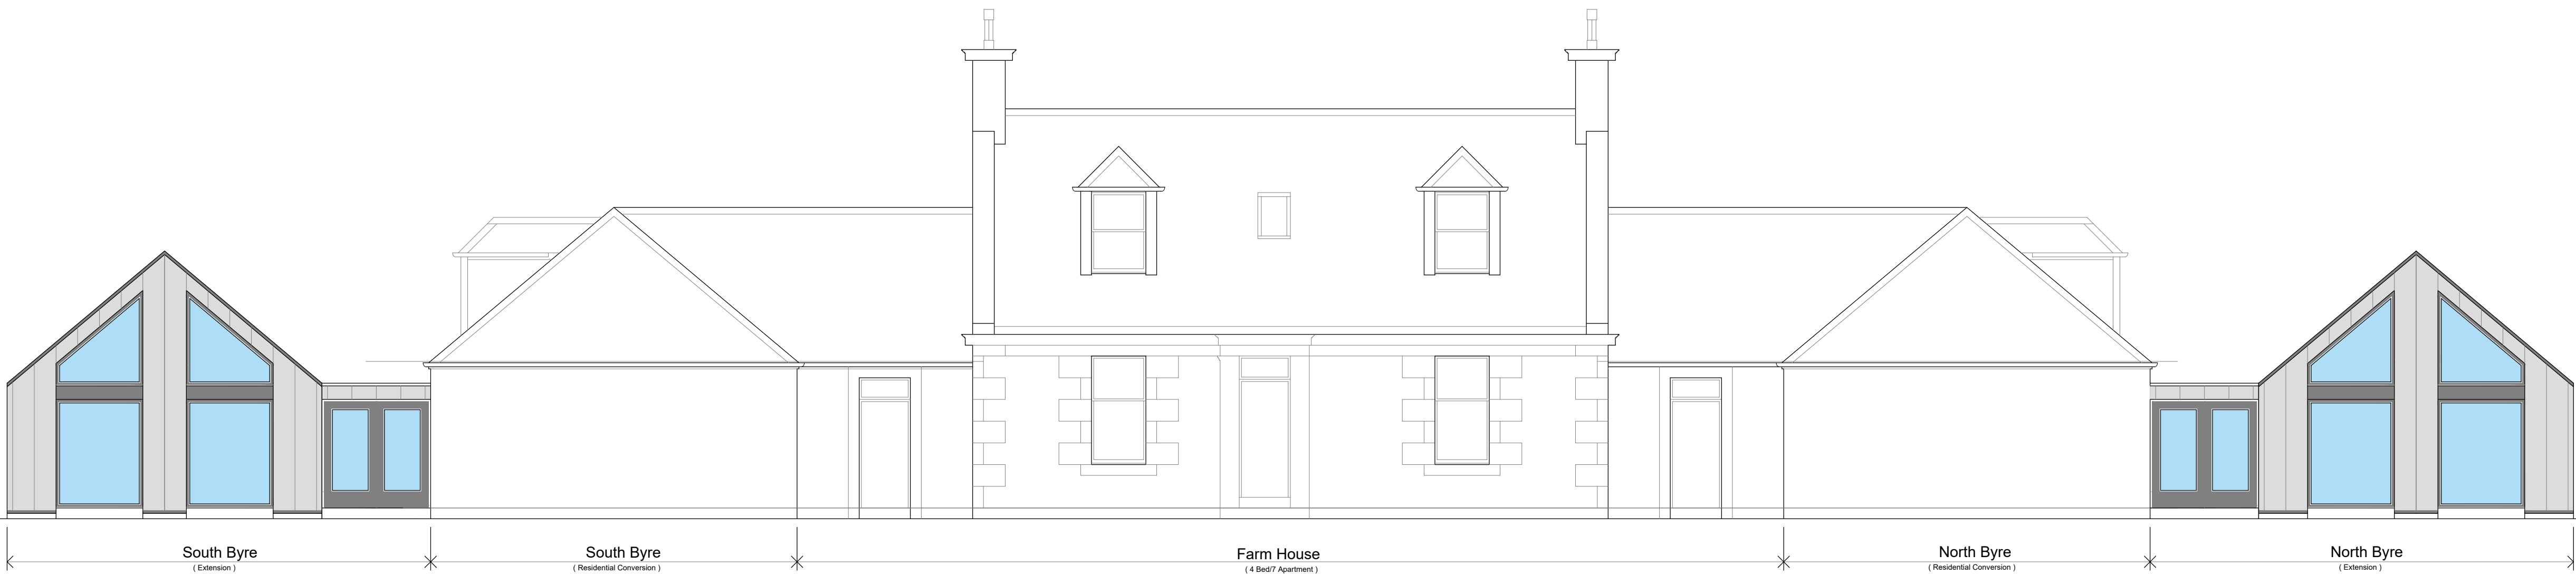 South Byre
( Extension )
South Byre
( Residential Conversion )
Farm House
( 4 Bed/7 Apartment )
North Byre
( Residential Conversion )
North Byre
( Extension )